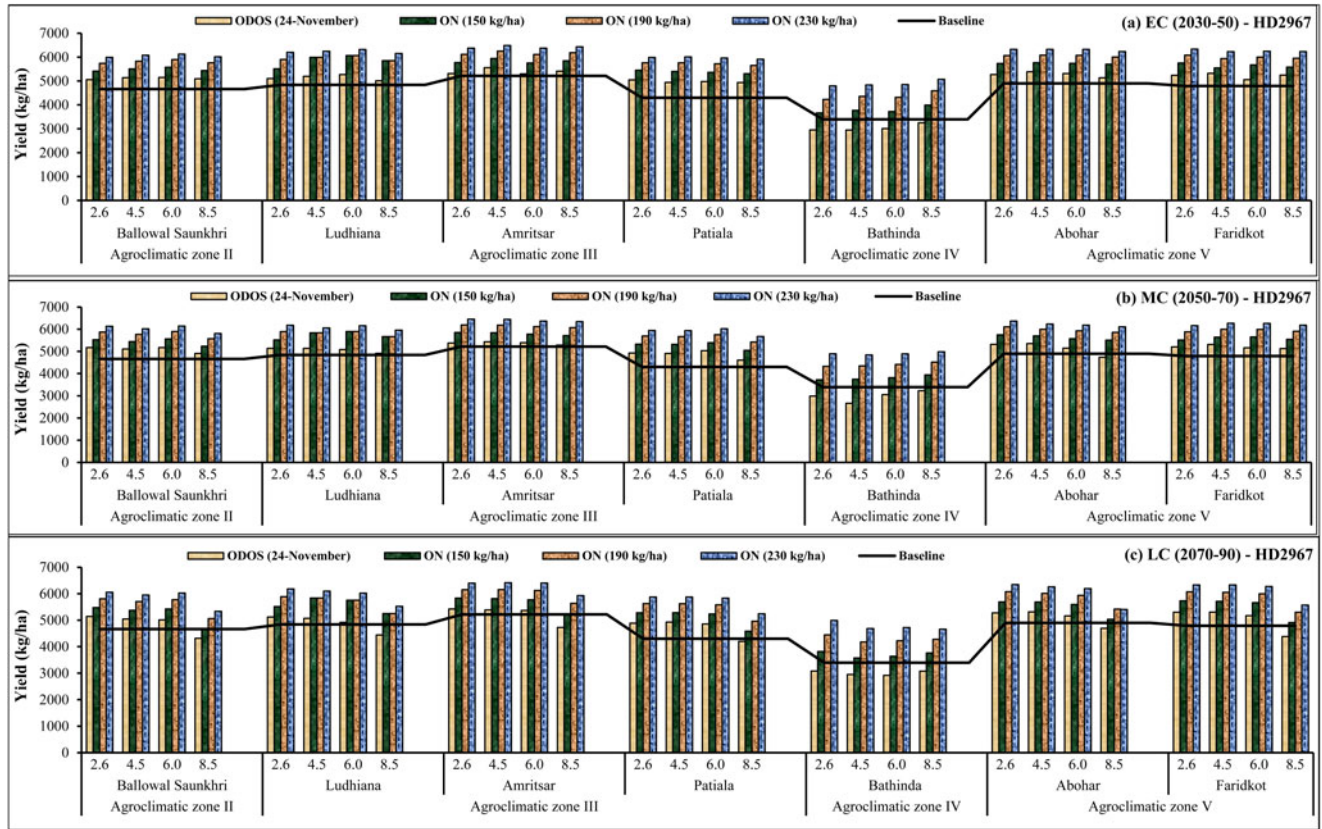 ODOS (24-November) ON (150 kg/ha) ON (190 kg/ha) ON (230 kg/ha) Baseline (a) EC (2030-50) - HD2967
Yield (kg/ha)
7000
6000
5000
4000
3000
2000
1000
0
2.6 4.5 6.0 8.5 2.6 4.5 6.0 8.5 2.6 4.5 6.0 8.5 2.6 4.5 6.0 8.5 2.6 4.5 6.0 8.5 2.6 4.5 6.0 8.5 2.6 4.5 6.0 8.5
Ballowal Saunkhri Ludhiana Amritsar Patiala Bathinda Abohar Faridkot
Agroclimatic zone II Agroclimatic zone III Agroclimatic zone IV Agroclimatic zone V
ODOS (24-November) ON (150 kg/ha) ON (190 kg/ha) ON (230 kg/ha) Baseline (b) MC (2050-70) - HD2967
Yield (kg/ha)
7000
6000
5000
4000
3000
2000
1000
0
2.6 4.5 6.0 8.5 2.6 4.5 6.0 8.5 2.6 4.5 6.0 8.5 2.6 4.5 6.0 8.5 2.6 4.5 6.0 8.5 2.6 4.5 6.0 8.5 2.6 4.5 6.0 8.5
Ballowal Saunkhri Ludhiana Amritsar Patiala Bathinda Abohar Faridkot
Agroclimatic zone II Agroclimatic zone III Agroclimatic zone IV Agroclimatic zone V
ODOS (24-November) ON (150 kg/ha) ON (190 kg/ha) ON (230 kg/ha) Baseline (c) LC (2070-90) - HD2967
Yield (kg/ha)
7000
6000
5000
4000
3000
2000
1000
0
2.6 4.5 6.0 8.5 2.6 4.5 6.0 8.5 2.6 4.5 6.0 8.5 2.6 4.5 6.0 8.5 2.6 4.5 6.0 8.5 2.6 4.5 6.0 8.5 2.6 4.5 6.0 8.5
Ballowal Saunkhri Ludhiana Amritsar Patiala Bathinda Abohar Faridkot
Agroclimatic zone II Agroclimatic zone III Agroclimatic zone IV Agroclimatic zone V